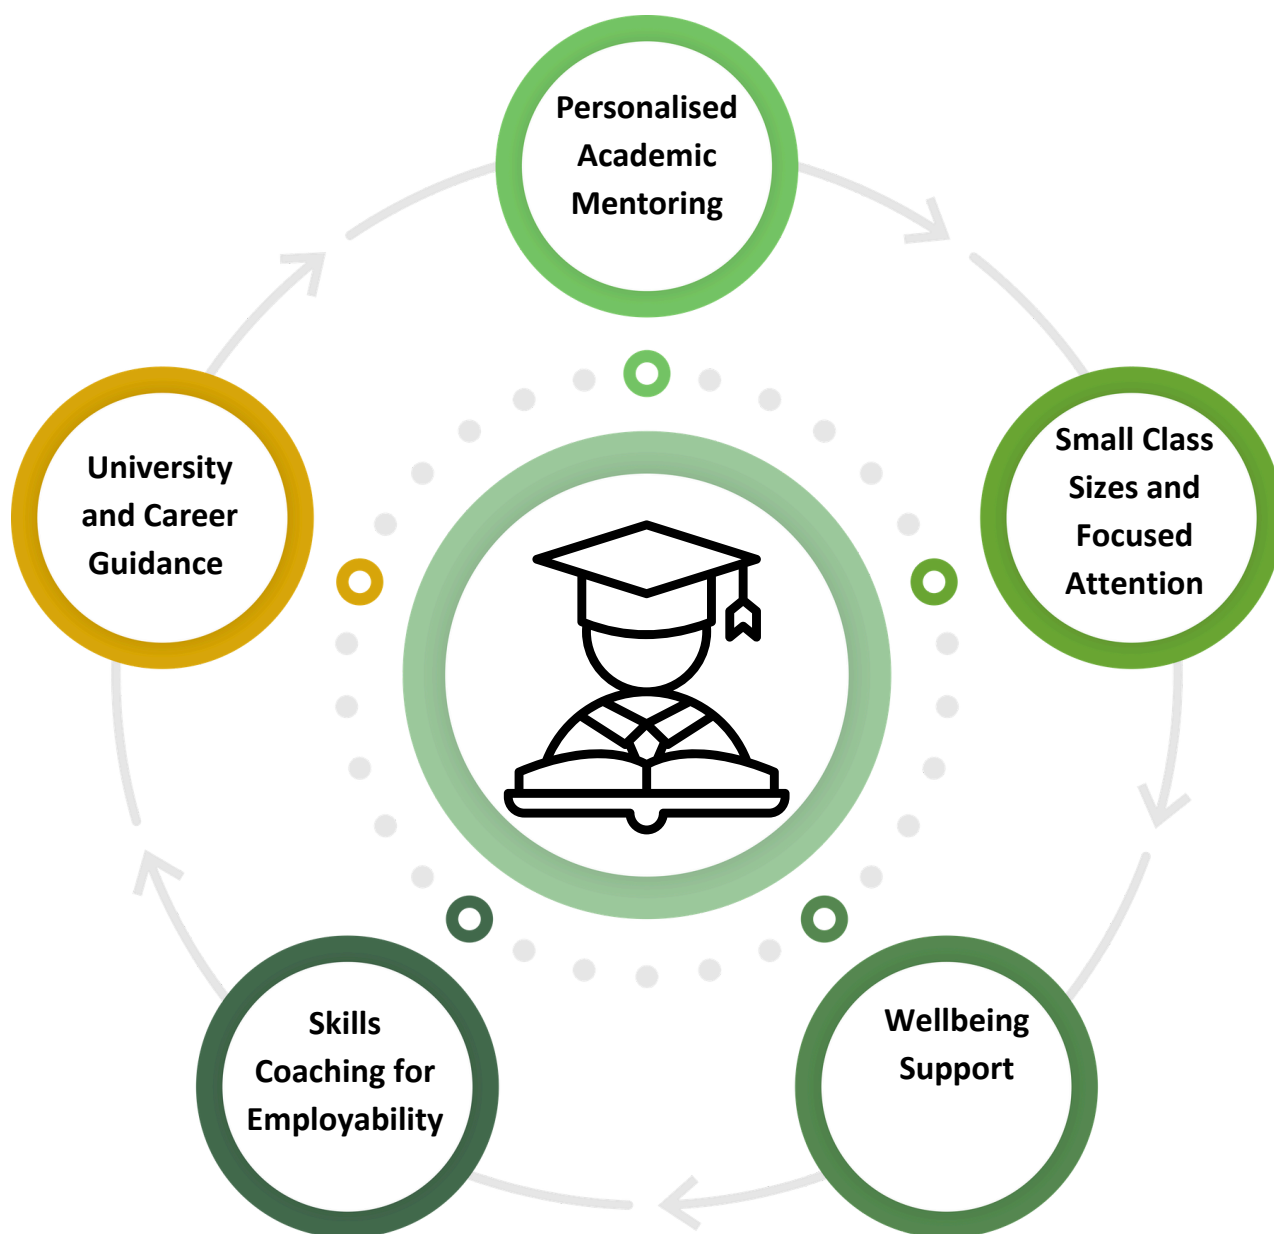 Personalised
Academic
Mentoring
Small Class
Sizes and
Focused
Attention
Wellbeing
Support
Skills
Coaching for
Employability
University
and Career
Guidance